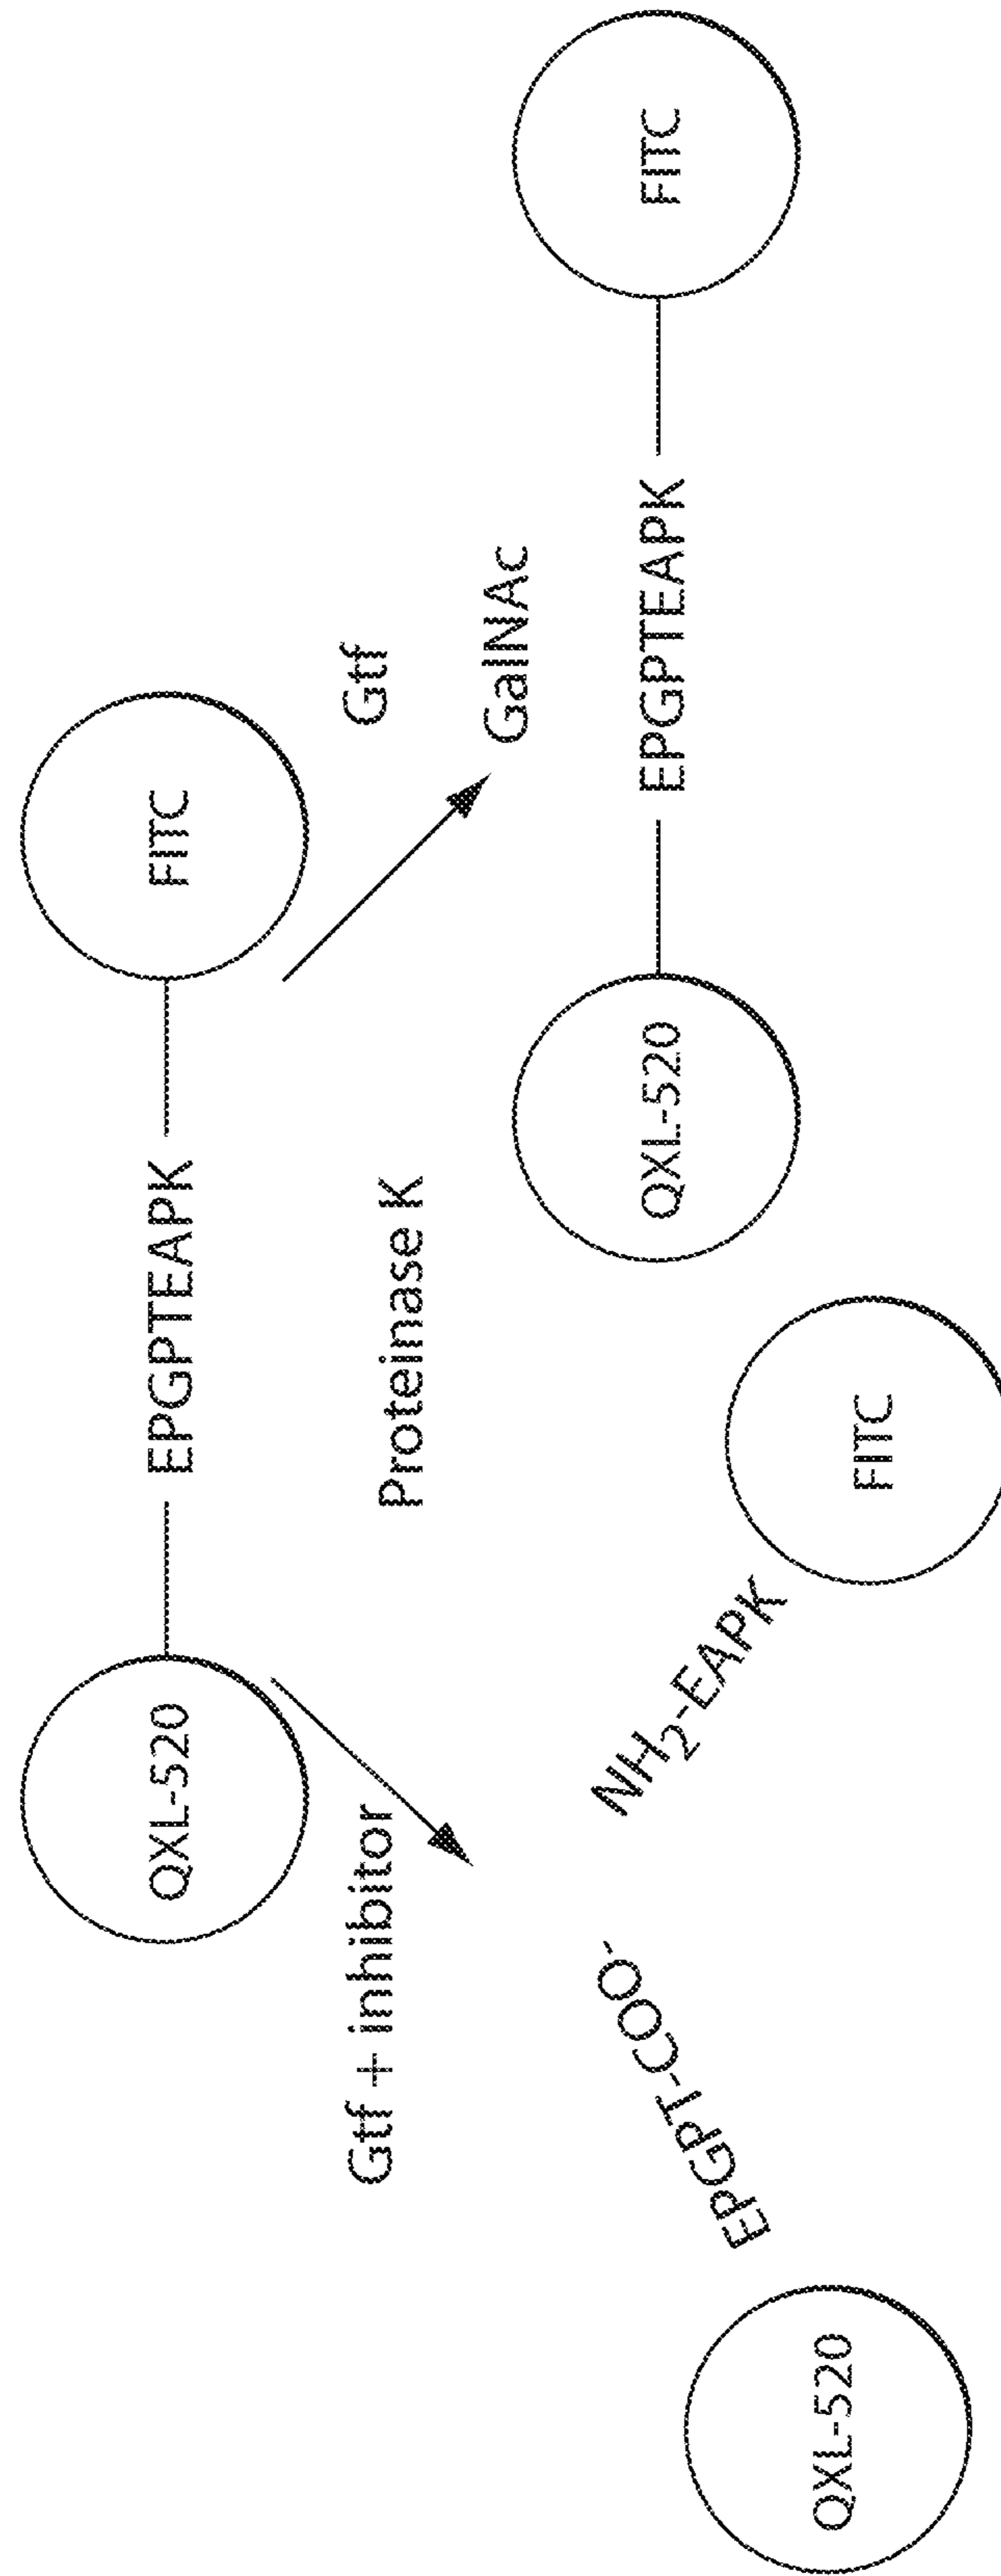 QXL-520 EPGPTEAPK FITC
Gtf + inhibitor Proteinase K Gtf
GalNAc
QXL-520 EPGPTEAPK FITC
EPGPT-COO- NH2-EAPK
QXL-520 FITC